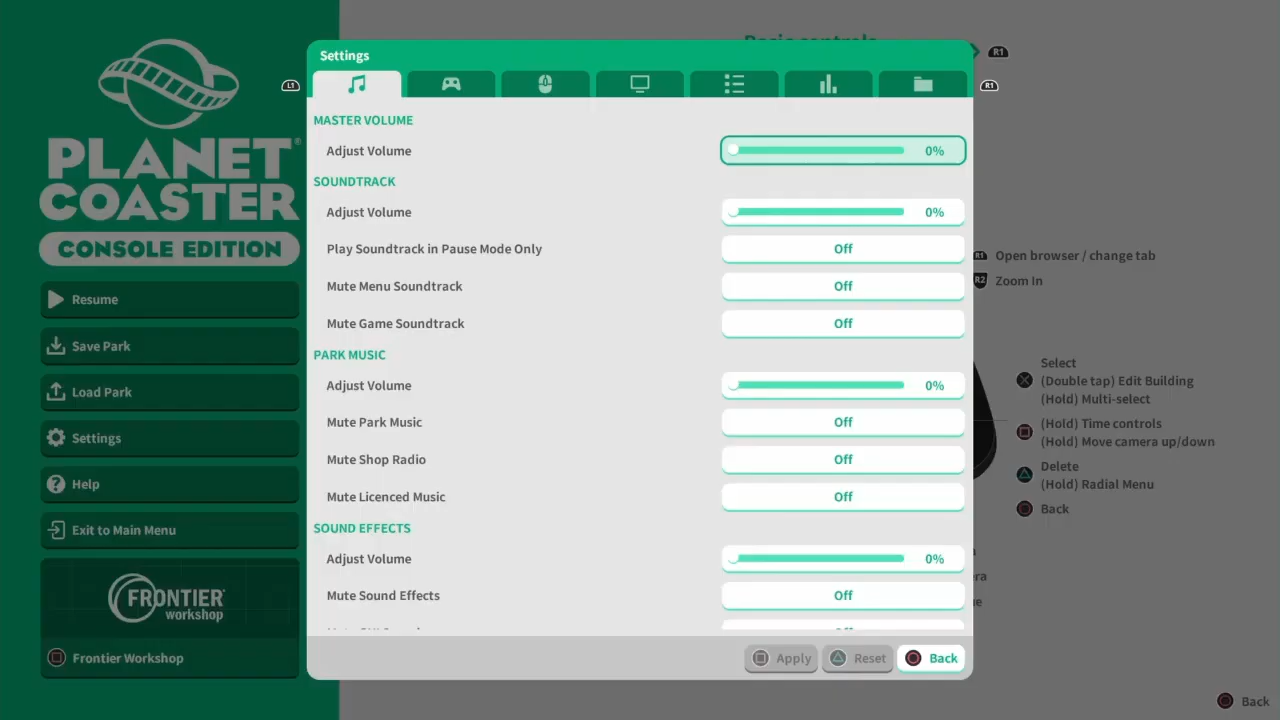 PLANET
COASTER
CONSOLE EDITION
Resume
Save Park
Load Park
Settings
Help
Exit to Main Menu
FRONTIER
workshop
Frontier Workshop
Settings
L1
R1
R1
MASTER VOLUME
Adjust Volume 0%
SOUNDTRACK
Adjust Volume 0%
Play Soundtrack in Pause Mode Only Off
Mute Menu Soundtrack Off
Mute Game Soundtrack Off
PARK MUSIC
Adjust Volume 0%
Mute Park Music Off
Mute Shop Radio Off
Mute Licenced Music Off
SOUND EFFECTS
Adjust Volume 0%
Mute Sound Effects Off
Apply Reset Back
R1 Open browser / change tab
R2 Zoom In
Select
(Double tap) Edit Building
(Hold) Multi-select
(Hold) Time controls
(Hold) Move camera up/down
Delete
(Hold) Radial Menu
Back
Back